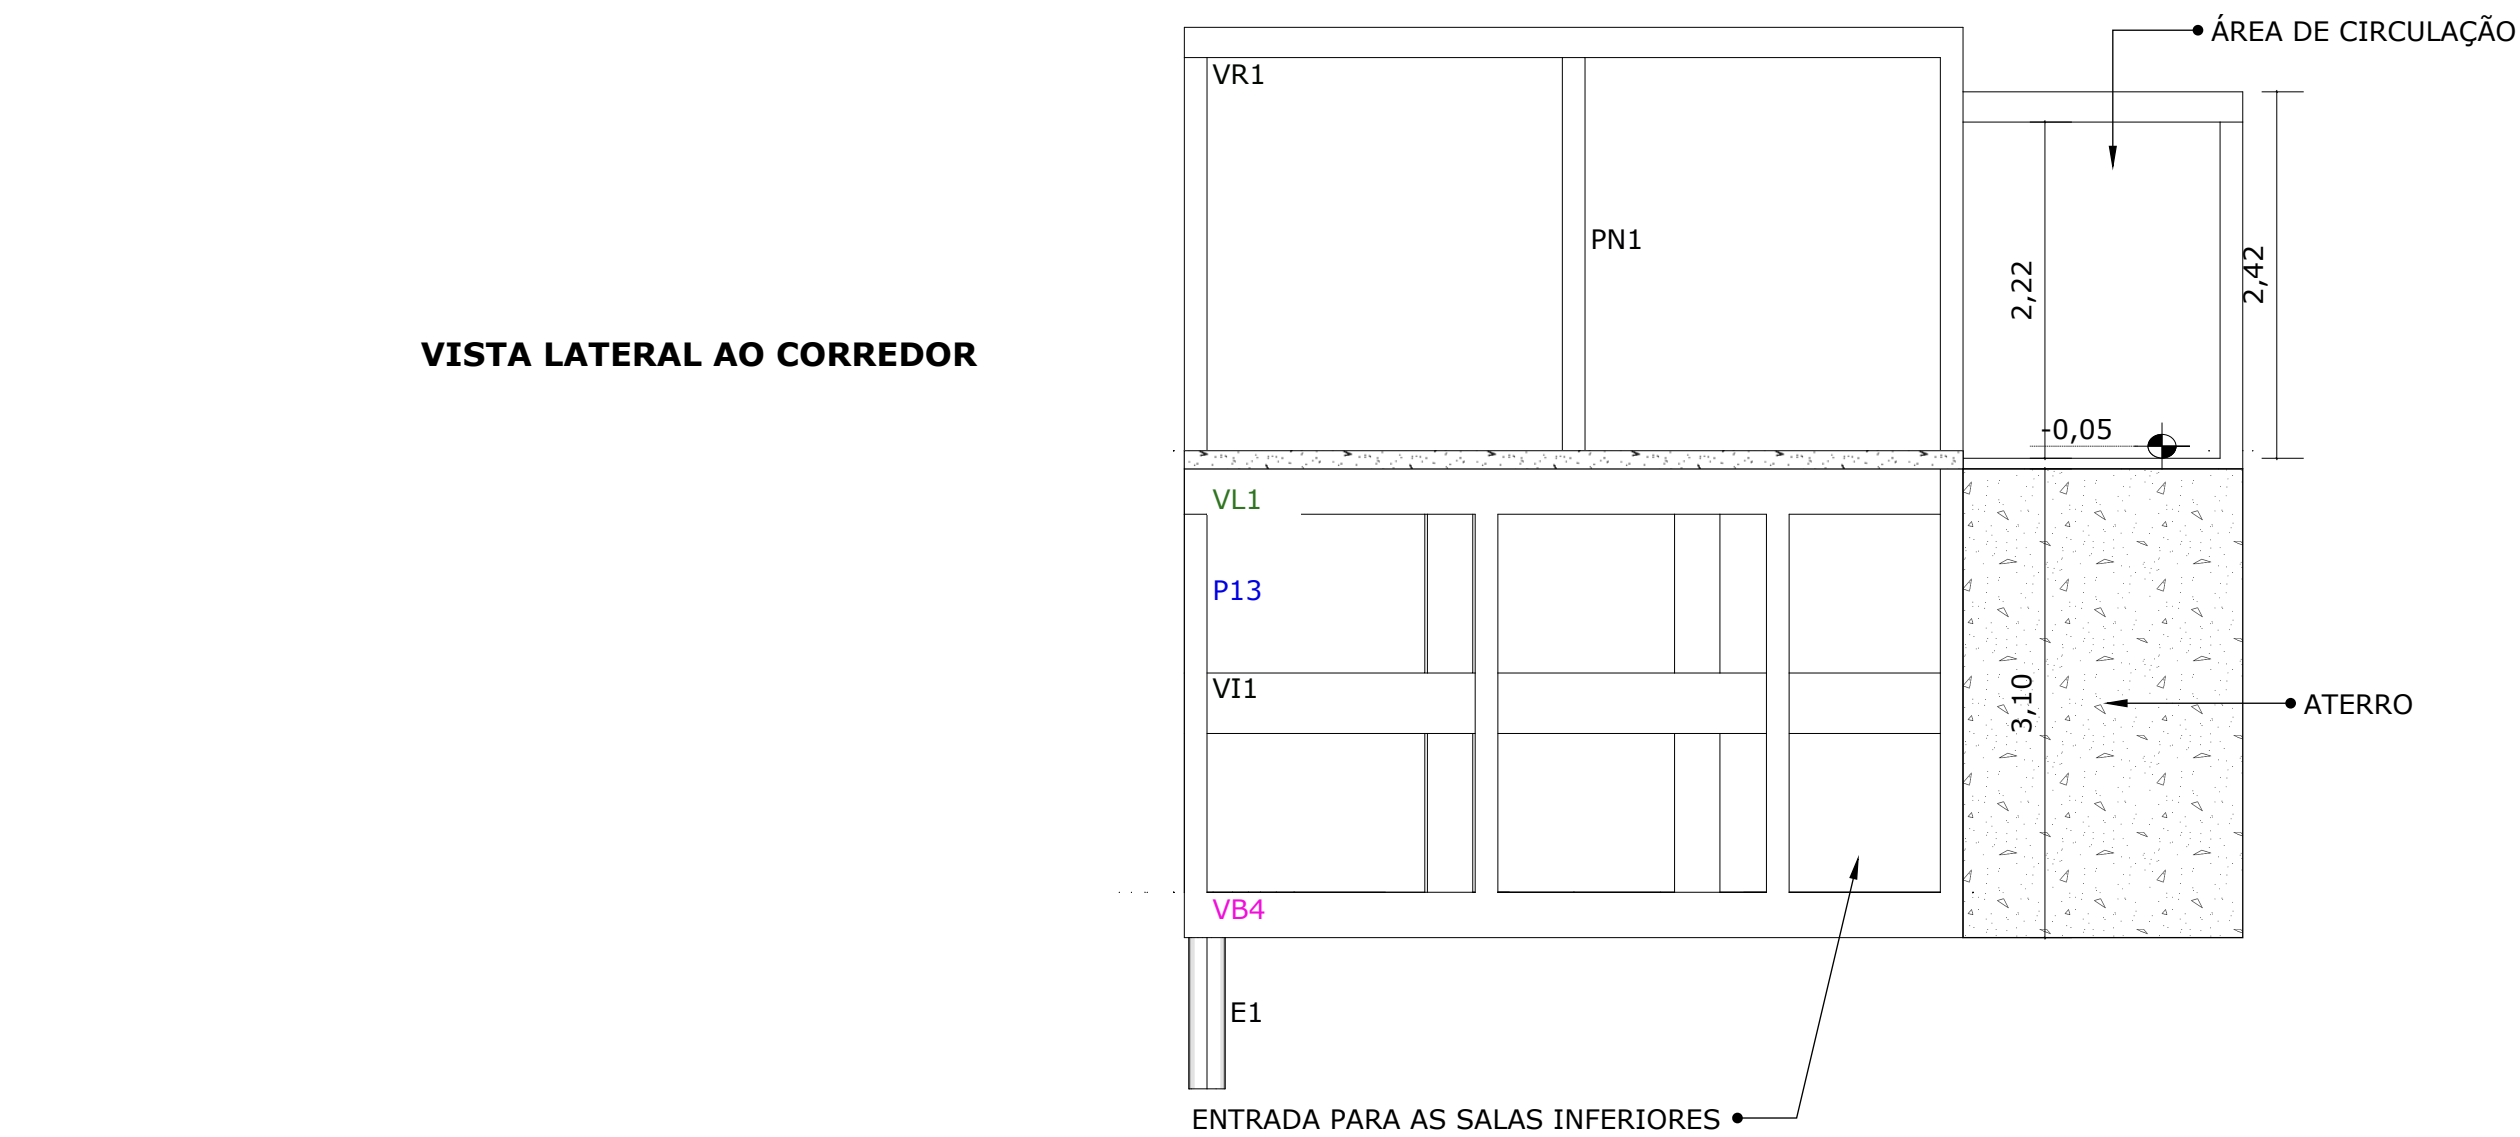 ÁREA DE CIRCULAÇÃO
VR1
PN1
2,22
2,42
VISTA LATERAL AO CORREDOR
-0,05
VL1
P13
VI1
3,10
ATERRO
VB4
E1
ENTRADA PARA AS SALAS INFERIORES